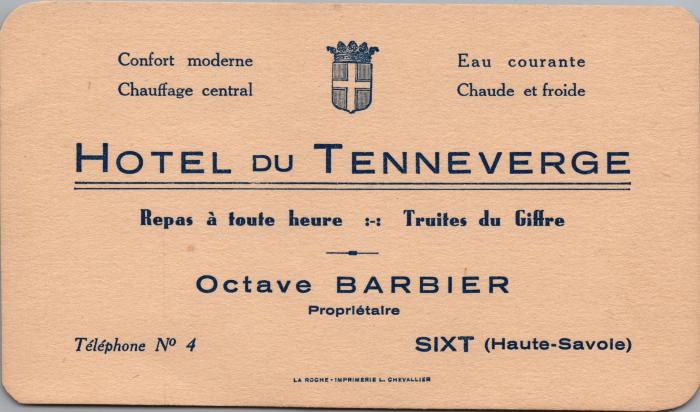 Confort moderne
Chauffage central
Eau courante
Chaude et froide
HOTEL DU TENNEVERGE
Repas à toute heure :-: Truites du Giffre
Octave BARBIER
Propriétaire
Téléphone Nº 4
SIXT (Haute-Savoie)
LA ROCHE - IMPRIMERIE L. CHEVALLIER